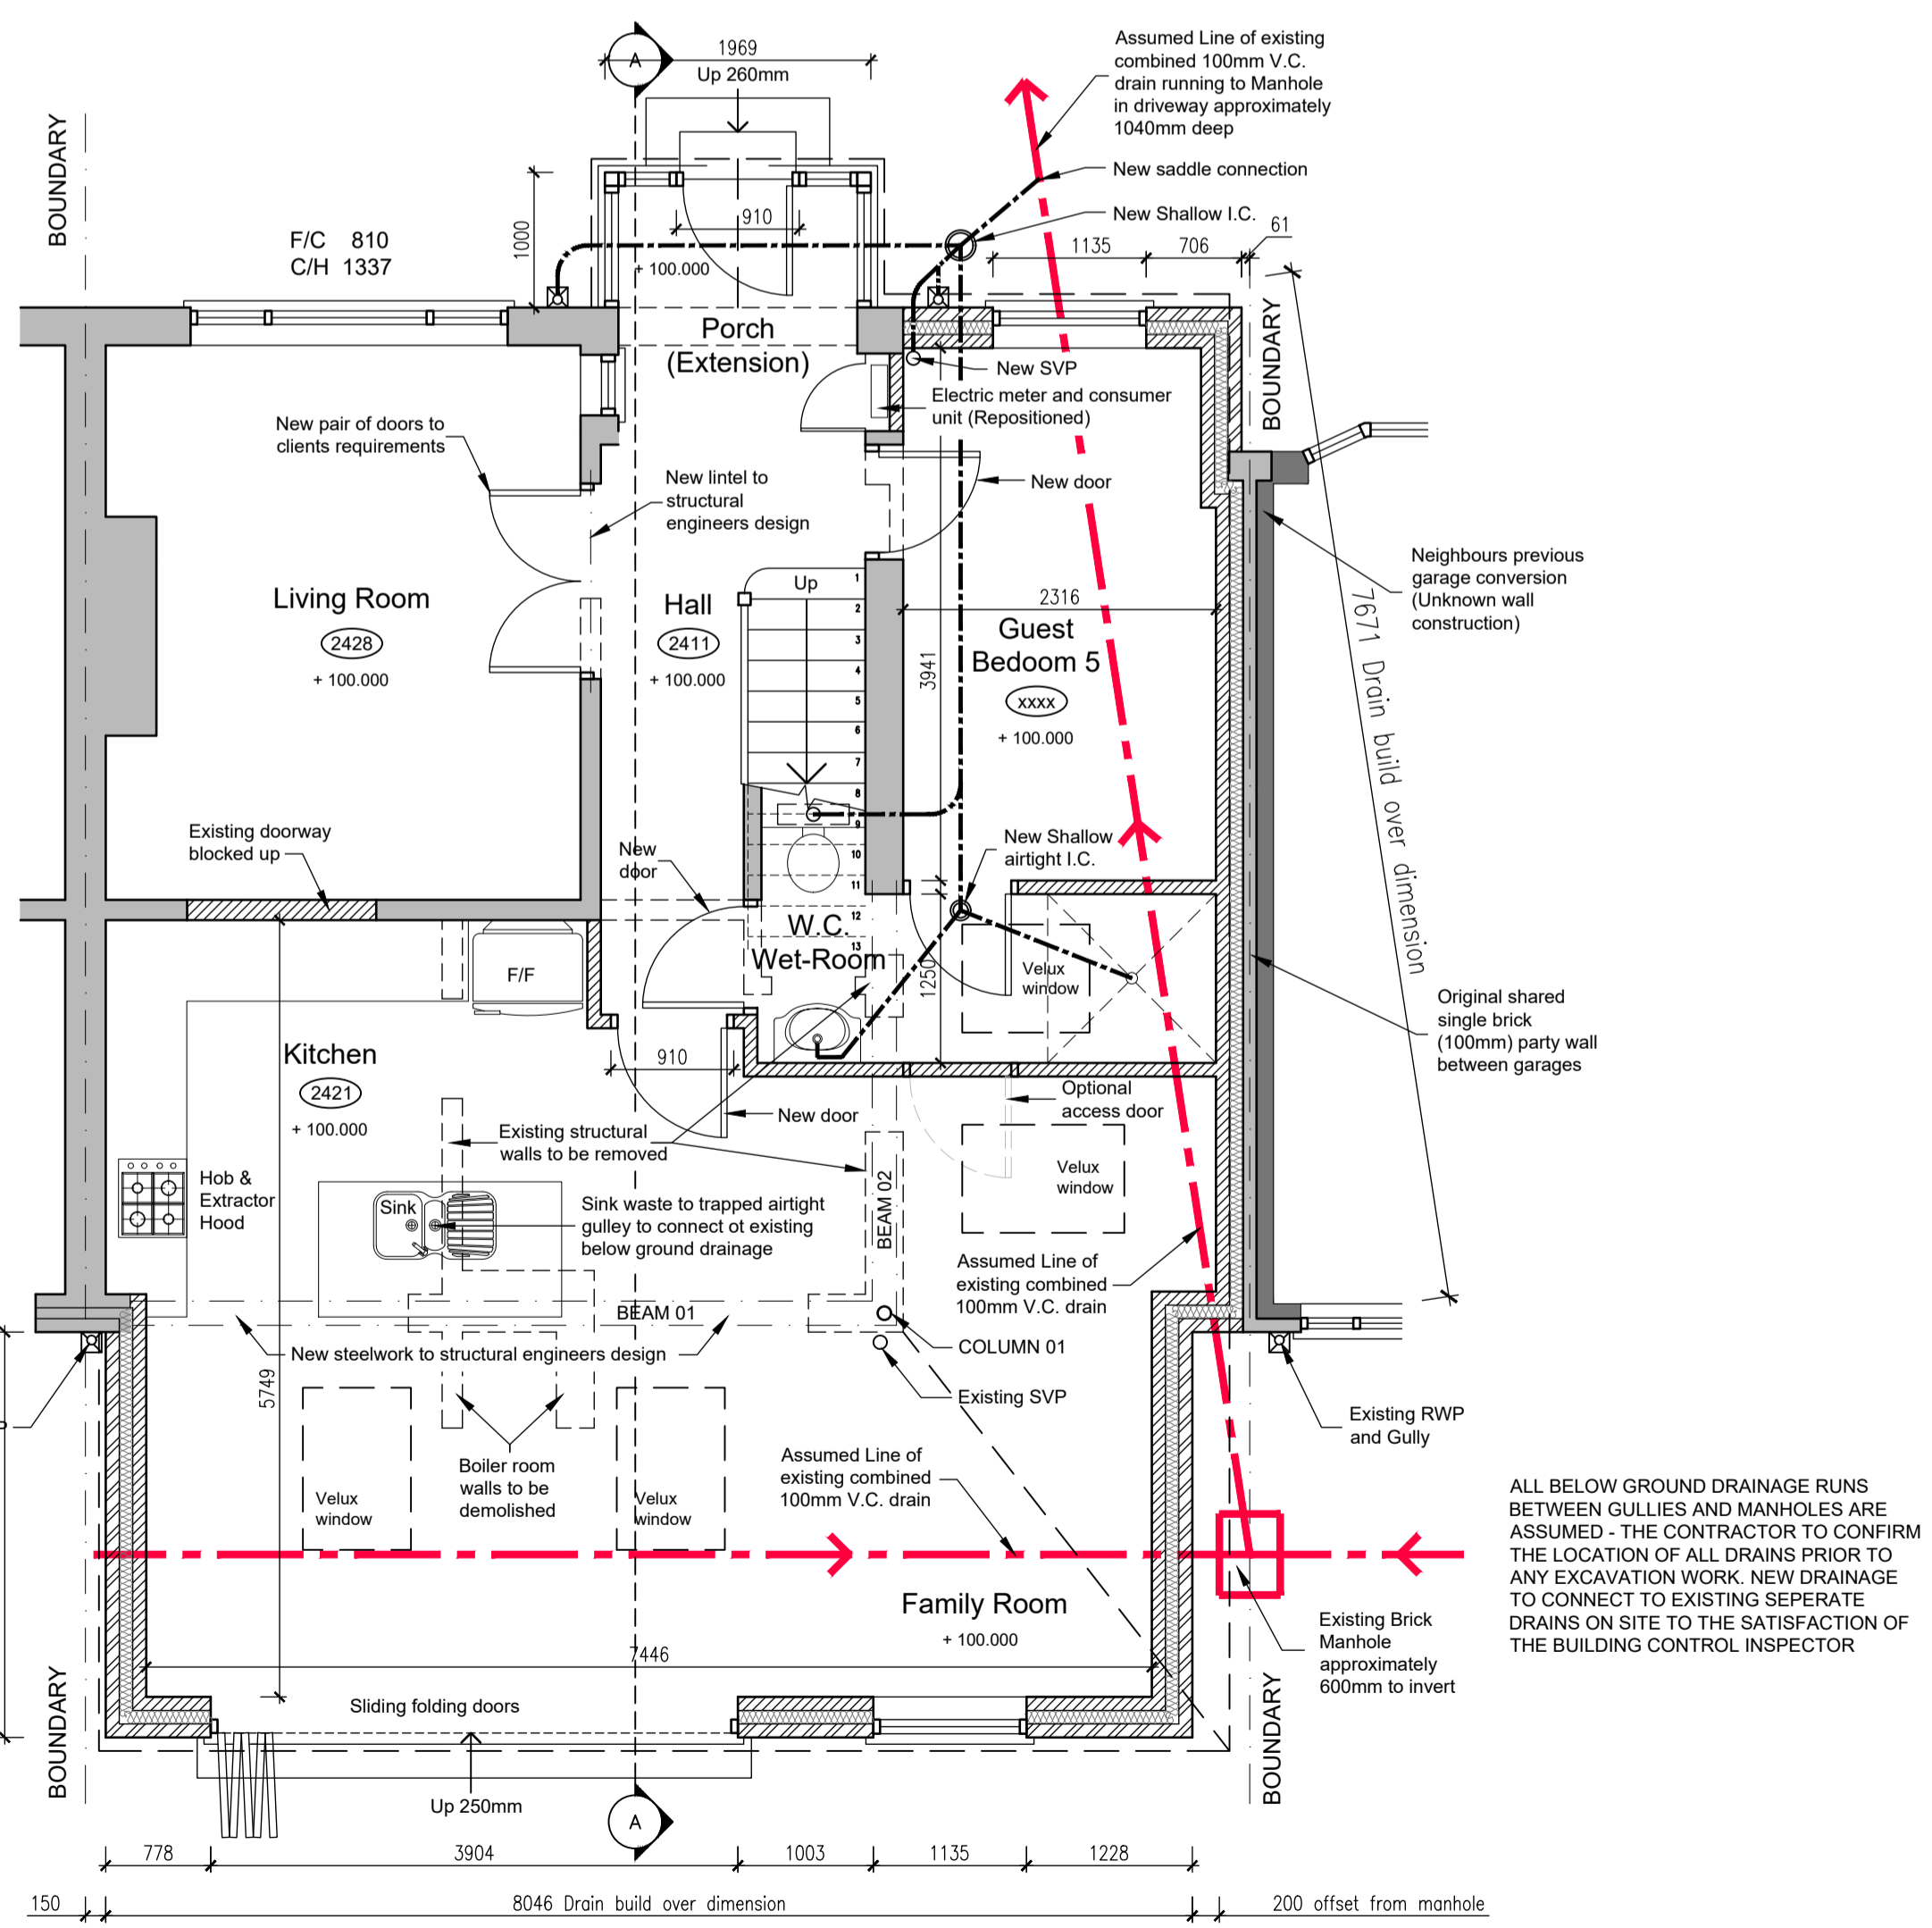 A
1969
Up 260mm
Assumed Line of existing
combined 100mm V.C.
drain running to Manhole
in driveway approximately
1040mm deep
New saddle connection
New Shallow I.C.
BOUNDARY
F/C 810
C/H 1337
1000
910
+ 100.000
1135
706
61
BOUNDARY
Porch
(Extension)
New SVP
Electric meter and consumer
unit (Repositioned)
New pair of doors to
clients requirements
New lintel to
structural
engineers design
New door
Neighbours previous
garage conversion
(Unknown wall
construction)
7671 Drain build over dimension
Living Room
2428
+ 100.000
Hall
2411
+ 100.000
Up
1
2
3
4
5
6
7
8
9
10
11
12
13
2316
3941
Guest
Bedoom 5
xxxx
+ 100.000
Existing doorway
blocked up
New
door
New Shallow
airtight I.C.
W.C.
Wet-Room
1250
Velux
window
F/F
Original shared
single brick
(100mm) party wall
between garages
Kitchen
2421
+ 100.000
910
New door
Optional
access door
Existing structural
walls to be removed
Velux
window
Hob &
Extractor
Hood
Sink
Sink waste to trapped airtight
gulley to connect ot existing
below ground drainage
BEAM 02
Assumed Line of
existing combined
100mm V.C. drain
BEAM 01
New steelwork to structural engineers design
COLUMN 01
Existing SVP
5749
Existing RWP
and Gully
Boiler room
walls to be
demolished
Velux
window
Velux
window
Assumed Line of
existing combined
100mm V.C. drain
ALL BELOW GROUND DRAINAGE RUNS
BETWEEN GULLIES AND MANHOLES ARE
ASSUMED - THE CONTRACTOR TO CONFIRM
THE LOCATION OF ALL DRAINS PRIOR TO
ANY EXCAVATION WORK. NEW DRAINAGE
TO CONNECT TO EXISTING SEPERATE
DRAINS ON SITE TO THE SATISFACTION OF
THE BUILDING CONTROL INSPECTOR
Family Room
+ 100.000
Existing Brick
Manhole
approximately
600mm to invert
7446
Sliding folding doors
BOUNDARY
BOUNDARY
Up 250mm
A
778
3904
1003
1135
1228
150
8046 Drain build over dimension
200 offset from manhole